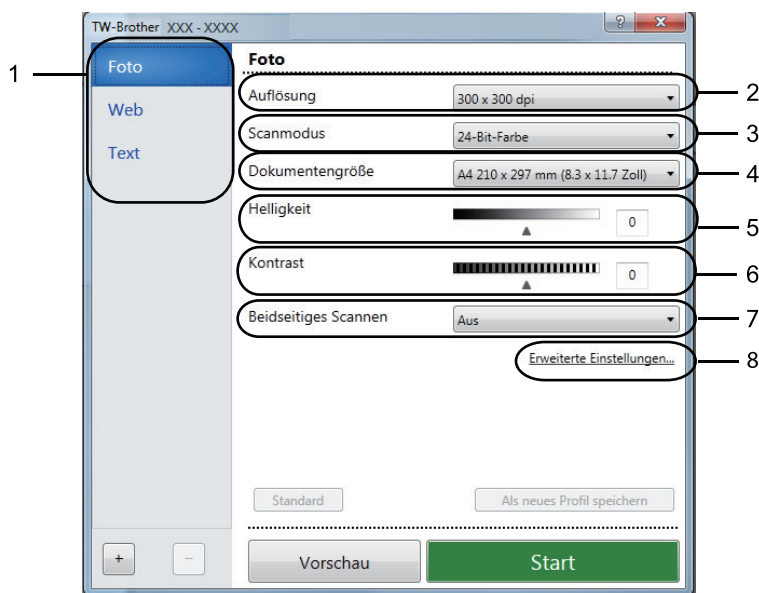 TW-Brother XXX - XXXX
?
x
1
Foto
Web
Text
Foto
Auflösung
300 x 300 dpi
2
Scanmodus
24-Bit-Farbe
3
Dokumentengröße
A4 210 x 297 mm (8.3 x 11.7 Zoll)
4
Helligkeit
0
5
Kontrast
0
6
Beidseitiges Scannen
Aus
7
Erweiterte Einstellungen...
8
Standard
Als neues Profil speichern
+
−
Vorschau
Start